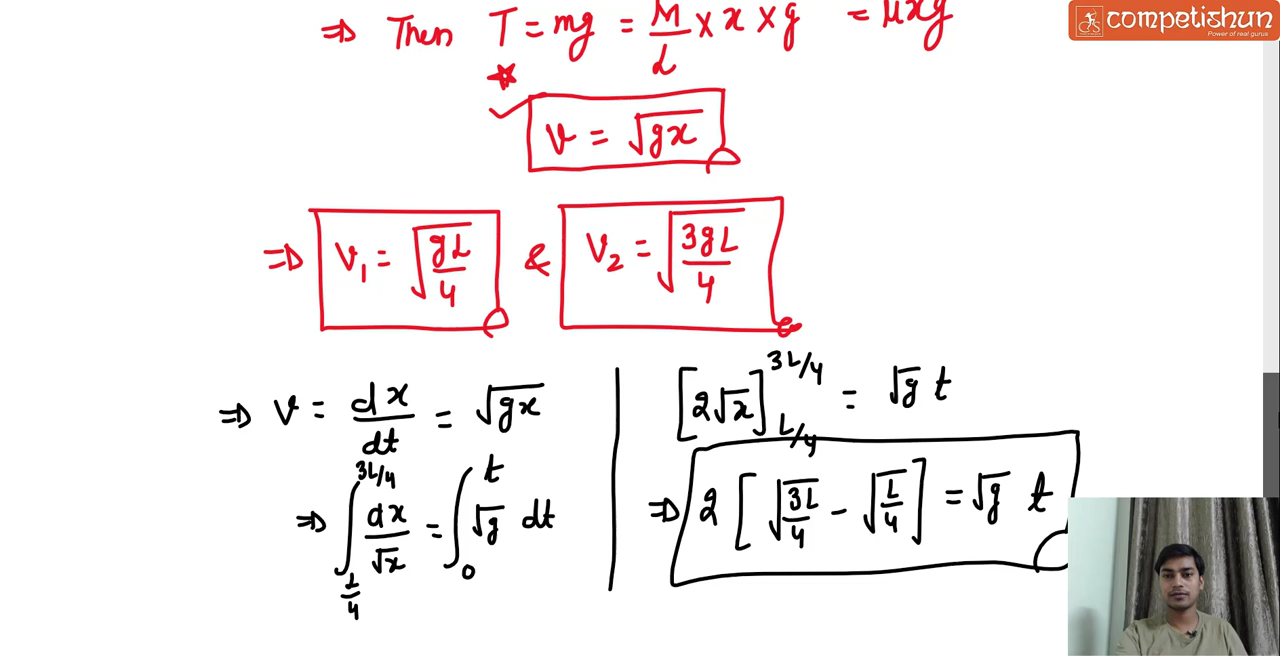 ⇒ Then T = mg = M/L × x × g = μxg
v = √gx
⇒ V₁ = √(gL/4) & V₂ = √(3gL/4)
⇒ V = dx/dt = √gx
⇒ ∫_{L/4}^{3L/4} dx/√x = ∫_0^t √g dt
[2√x]_{L/4}^{3L/4} = √g t
⇒ 2[√(3L/4) - √(L/4)] = √g t
competishun
Power of real gurus